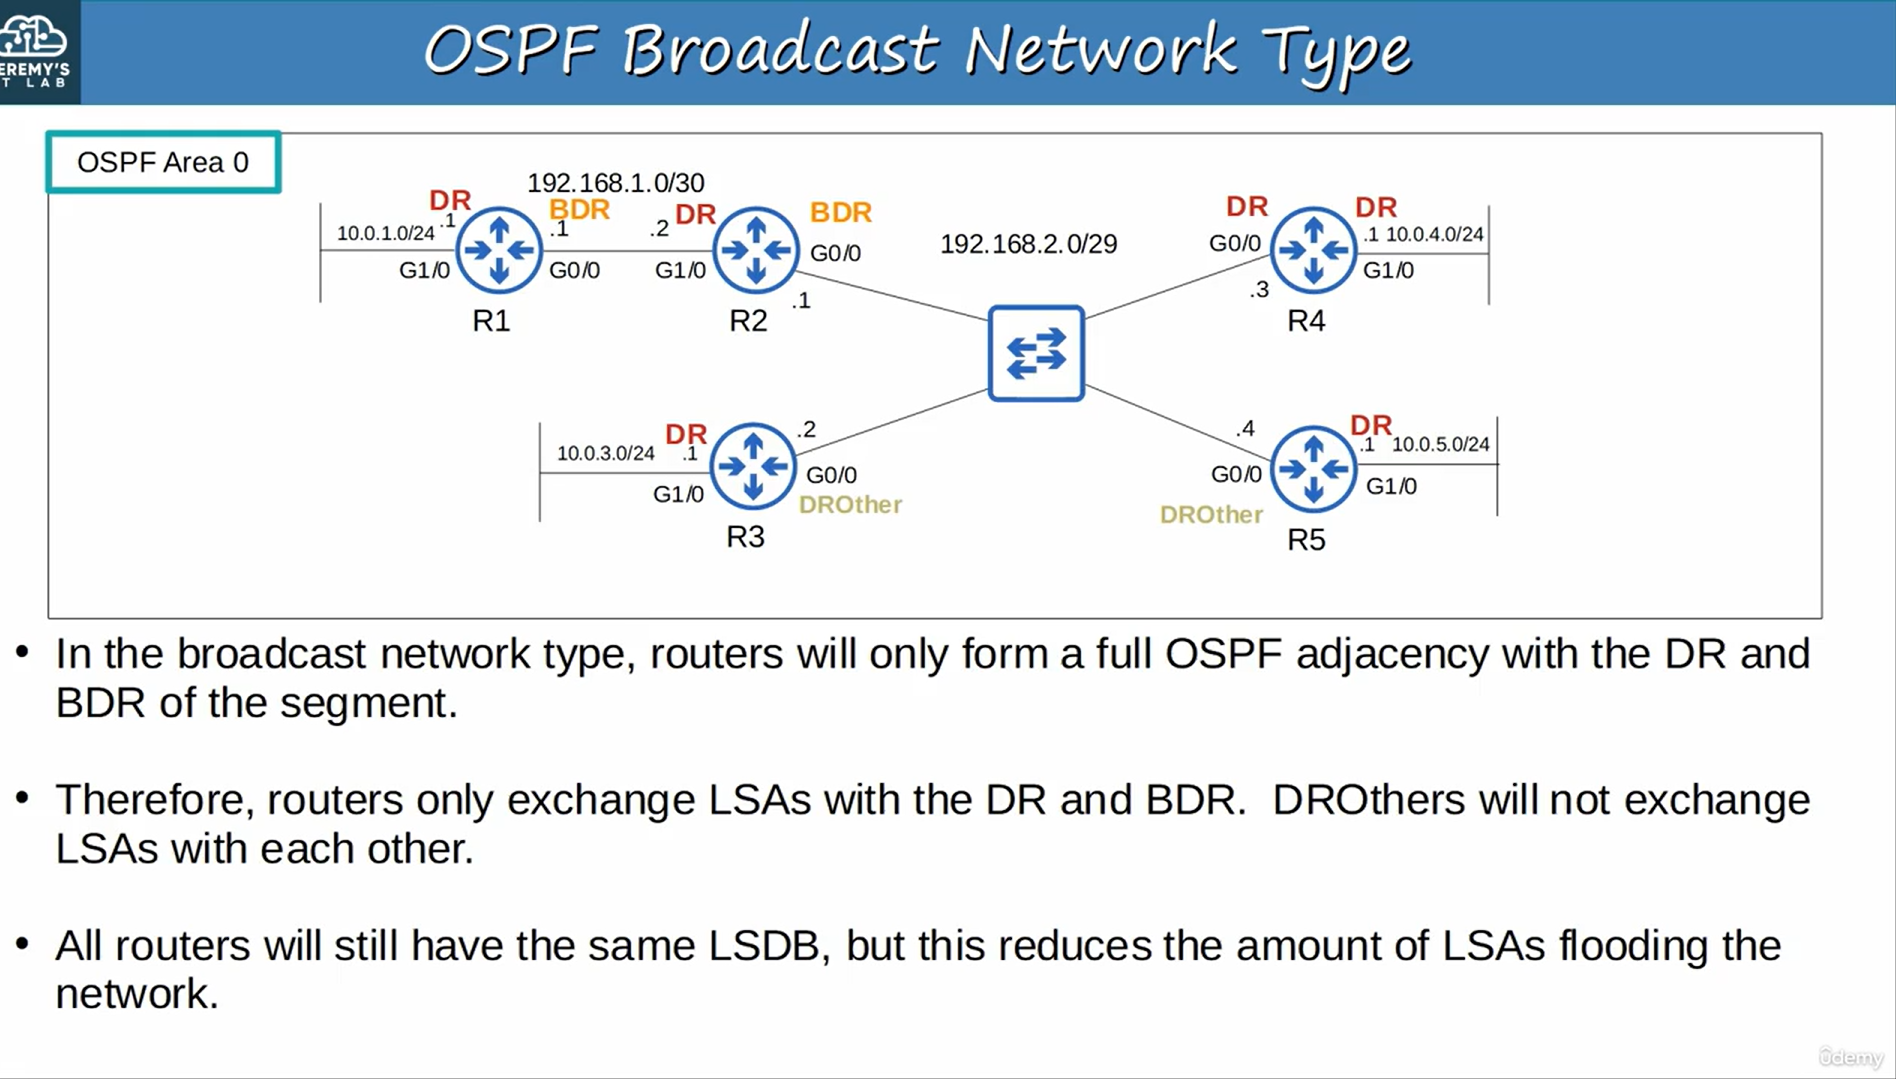 OSPF Broadcast Network Type
EREMY'S
T LAB
OSPF Area 0
192.168.1.0/30
DR
BDR
DR
BDR
DR
DR
10.0.1.0/24
.1
.1
.2
G0/0
192.168.2.0/29
G0/0
.1 10.0.4.0/24
G1/0
G0/0
G1/0
.1
.3
G1/0
R1
R2
R4
DR
.2
.4
DR
10.0.3.0/24
.1
.1 10.0.5.0/24
G1/0
G0/0
G0/0
G1/0
DROther
DROther
R3
R5
• In the broadcast network type, routers will only form a full OSPF adjacency with the DR and
BDR of the segment.
• Therefore, routers only exchange LSAs with the DR and BDR. DROthers will not exchange
LSAs with each other.
• All routers will still have the same LSDB, but this reduces the amount of LSAs flooding the
network.
ûdemy